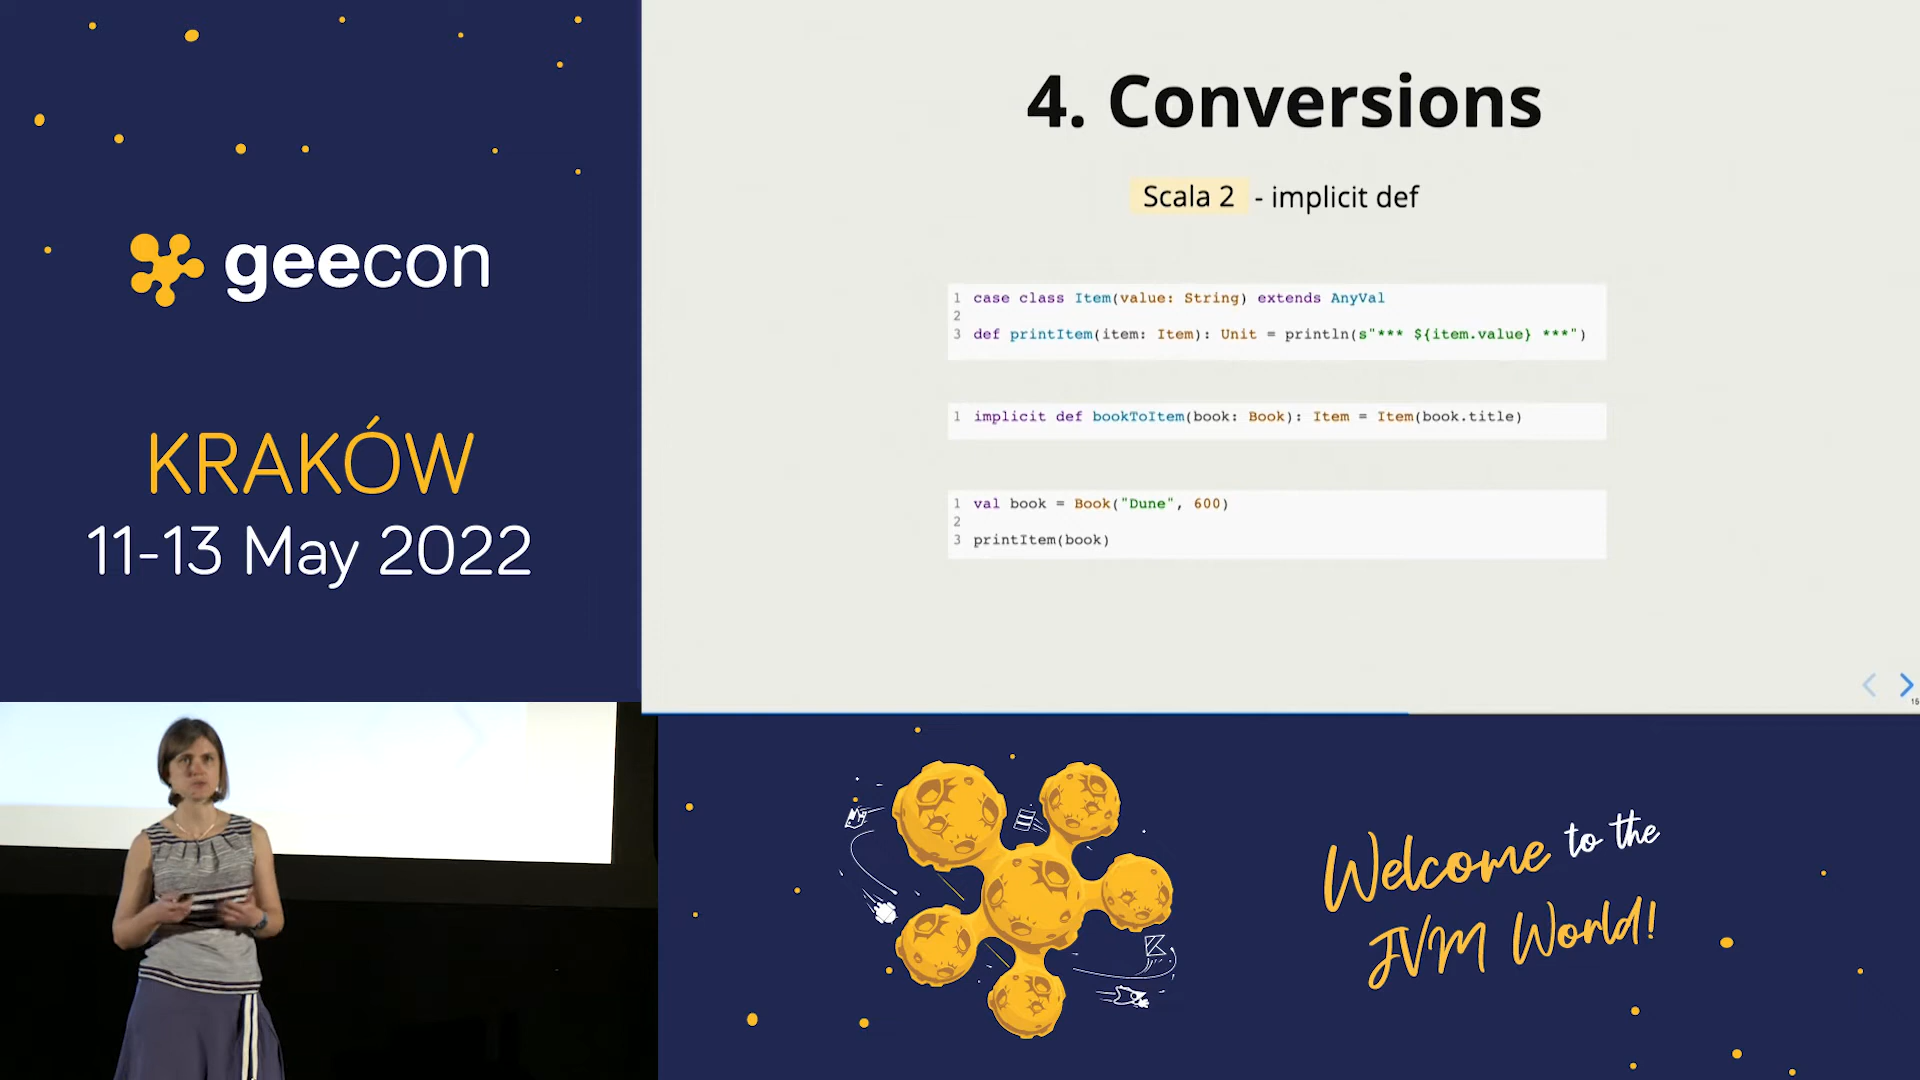 geecon
KRAKÓW
11-13 May 2022
4. Conversions
Scala 2 - implicit def
1 case class Item(value: String) extends AnyVal
2
3 def printItem(item: Item): Unit = println(s"*** ${item.value} ***")
1 implicit def bookToItem(book: Book): Item = Item(book.title)
1 val book = Book("Dune", 600)
2
3 printItem(book)
15
Welcome to the
JVM World!